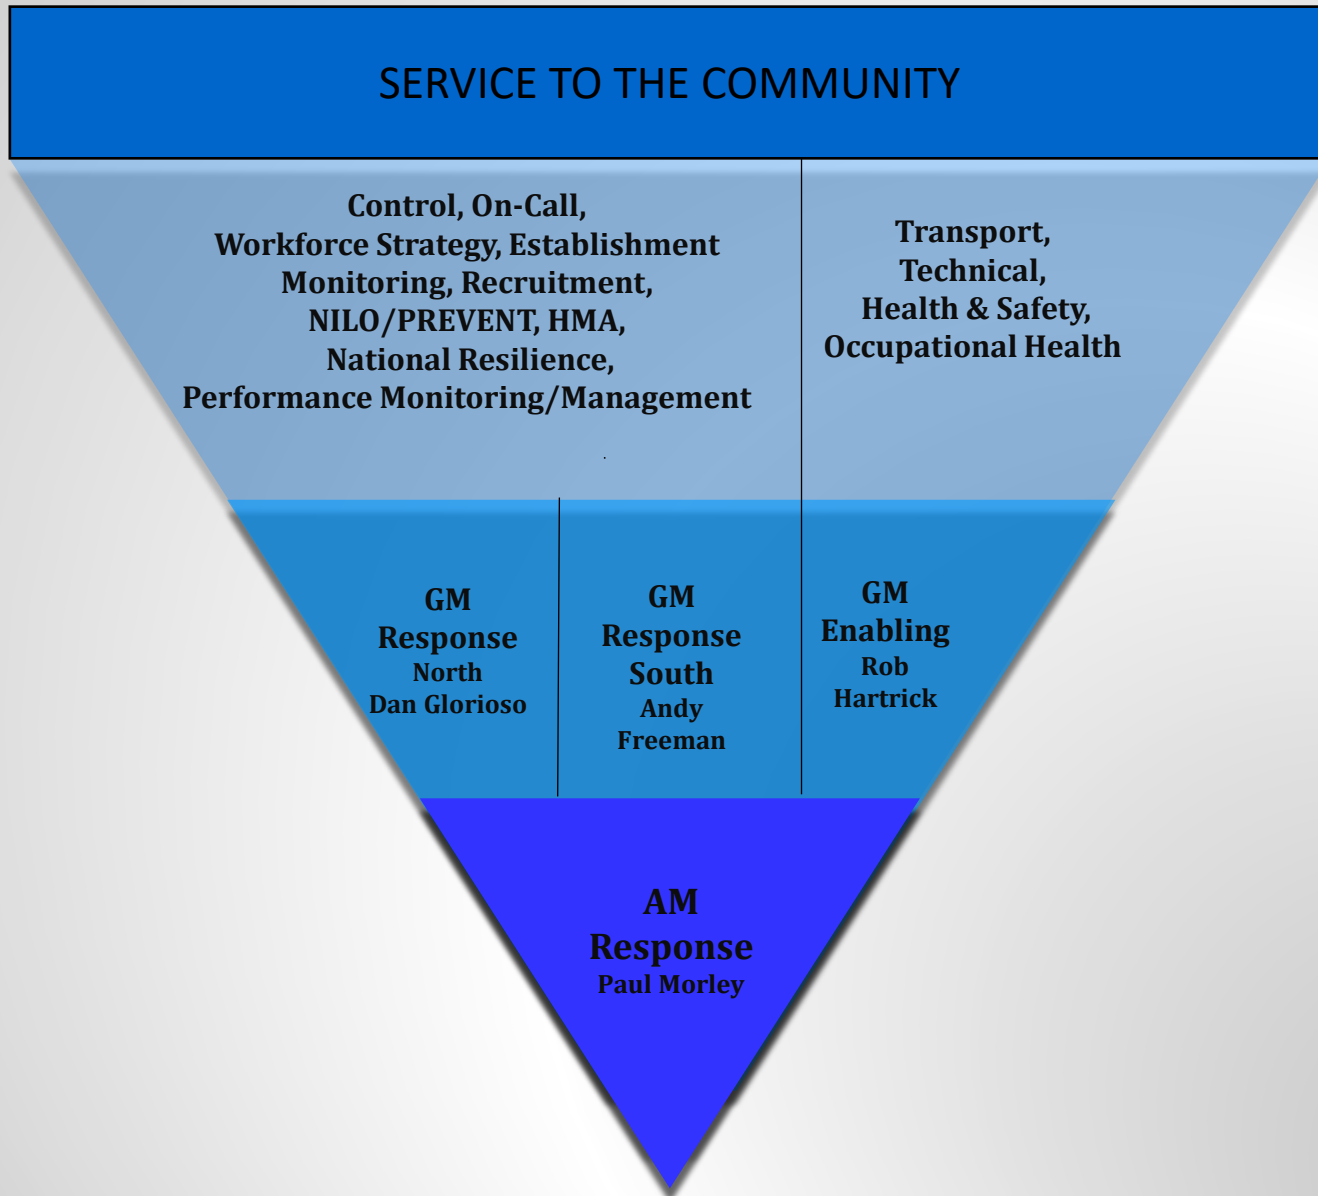 SERVICE TO THE COMMUNITY
Control, On-Call,
Workforce Strategy, Establishment
Monitoring, Recruitment,
NILO/PREVENT, HMA,
National Resilience,
Performance Monitoring/Management
.
Transport,
Technical,
Health & Safety,
Occupational Health
GM
Response
North
Dan Glorioso
GM
Response
South
Andy
Freeman
GM
Enabling
Rob
Hartrick
AM
Response
Paul Morley